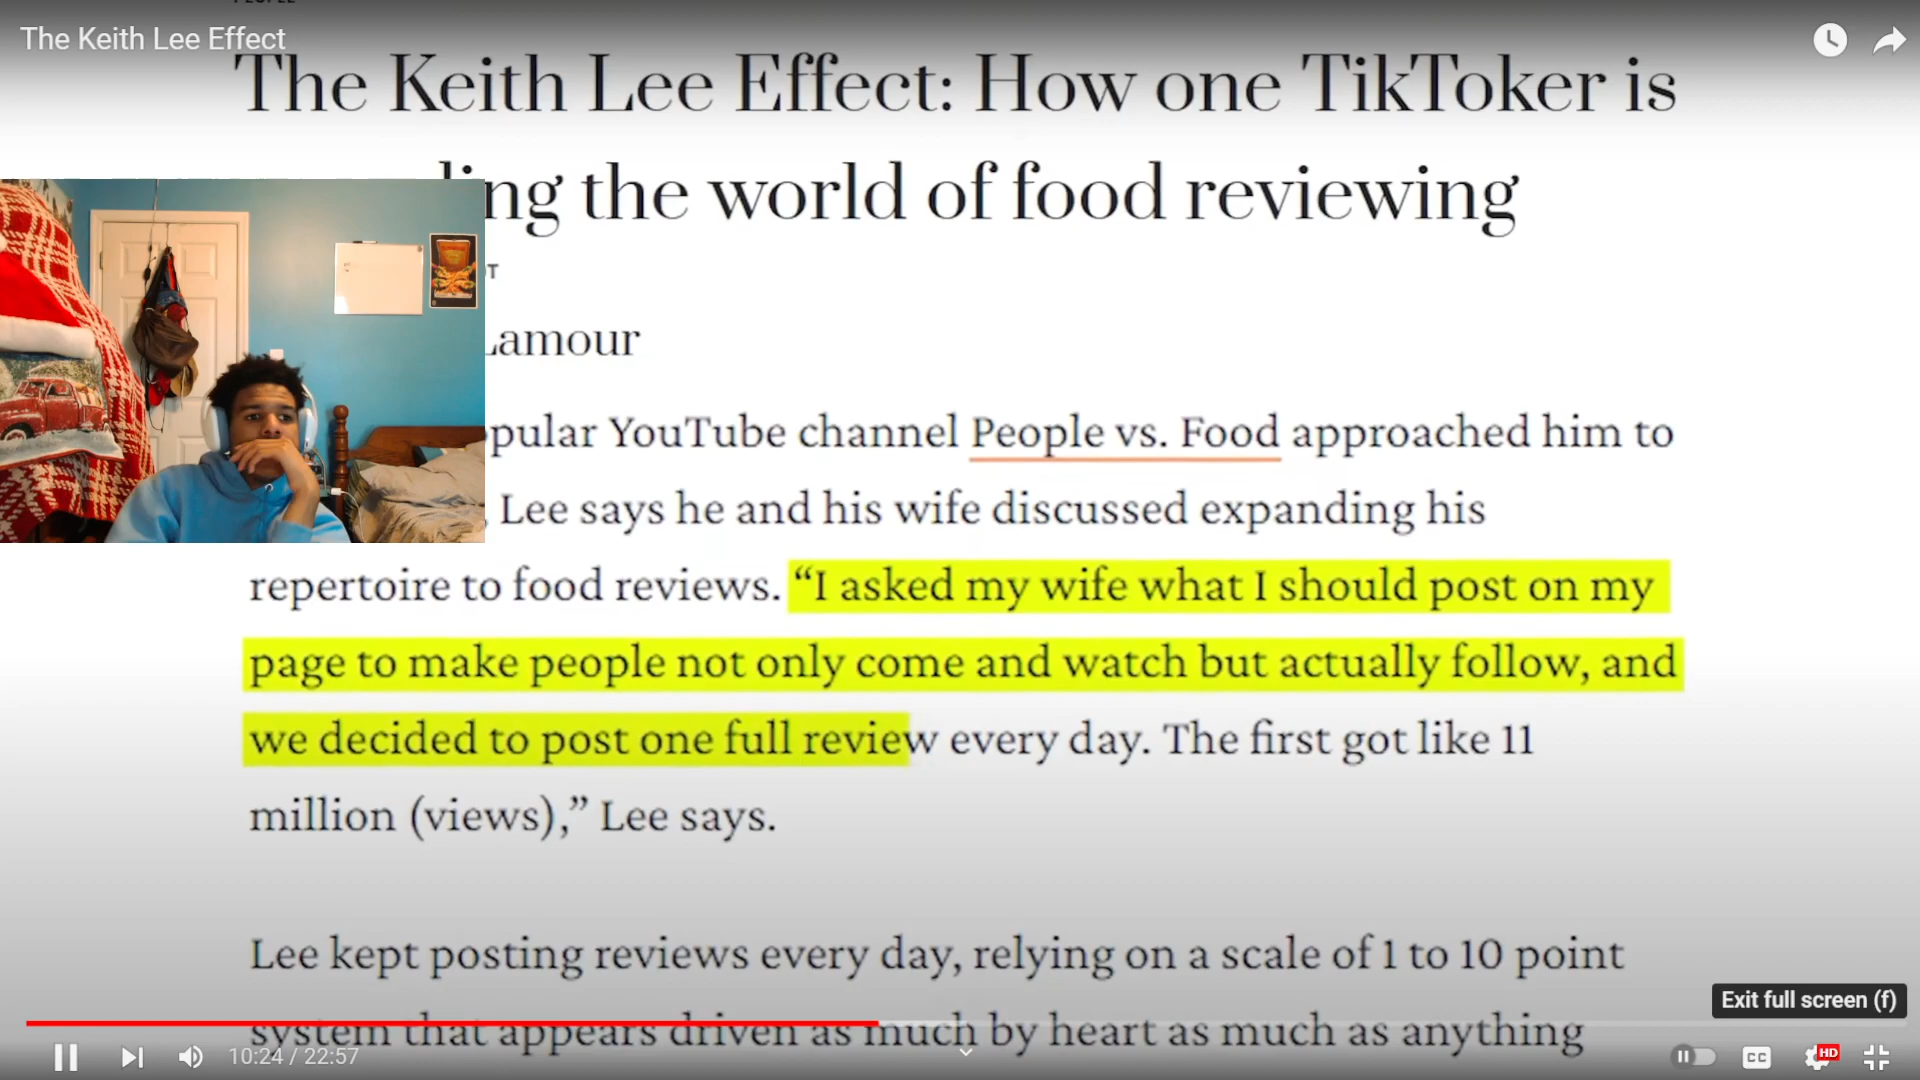 The Keith Lee Effect
The Keith Lee Effect: How one TikToker is
ling the world of food reviewing
T
Lamour
pular YouTube channel People vs. Food approached him to
Lee says he and his wife discussed expanding his
repertoire to food reviews. “I asked my wife what I should post on my
page to make people not only come and watch but actually follow, and
we decided to post one full review every day. The first got like 11
million (views),” Lee says.
Lee kept posting reviews every day, relying on a scale of 1 to 10 point
system that appears driven as much by heart as much as anything
Exit full screen (f)
10:24 / 22:57
CC
HD